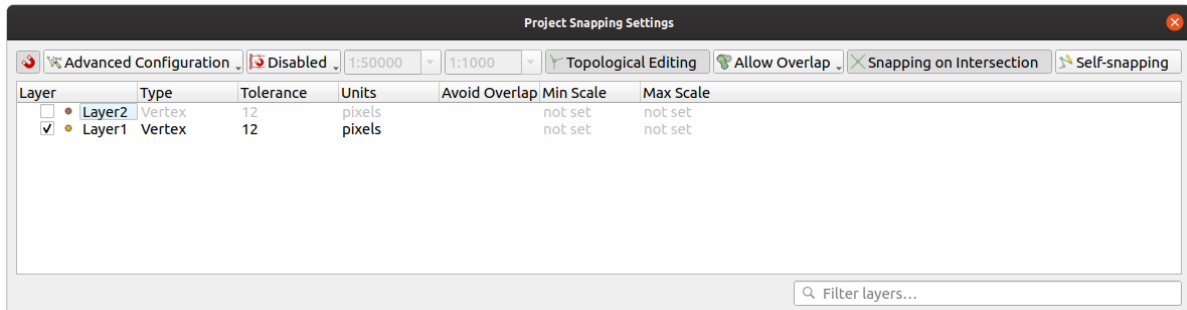 Project Snapping Settings
Advanced Configuration Disabled 1:50000 1:1000 Topological Editing Allow Overlap Snapping on Intersection Self-snapping
Layer Type Tolerance Units Avoid Overlap Min Scale Max Scale
Layer2 Vertex 12 pixels not set not set
Layer1 Vertex 12 pixels not set not set
Filter layers...